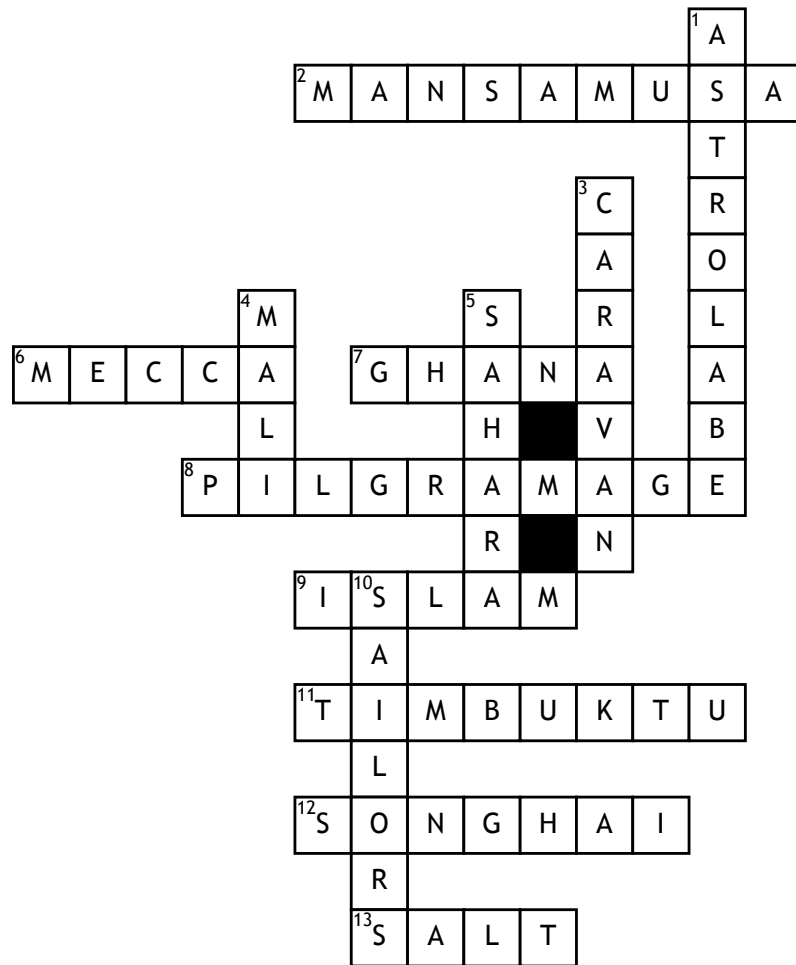 1 A
2 M A N S A M U S A
T
3 C R
A O
4 M 5 S R L
6 M E C C A 7 G H A N A A
L H V B
8 P I L G R A M A G E
R N
9 I 10 S L A M
A
11 T I M B U K T U
L
12 S O N G H A I
R
13 S A L T